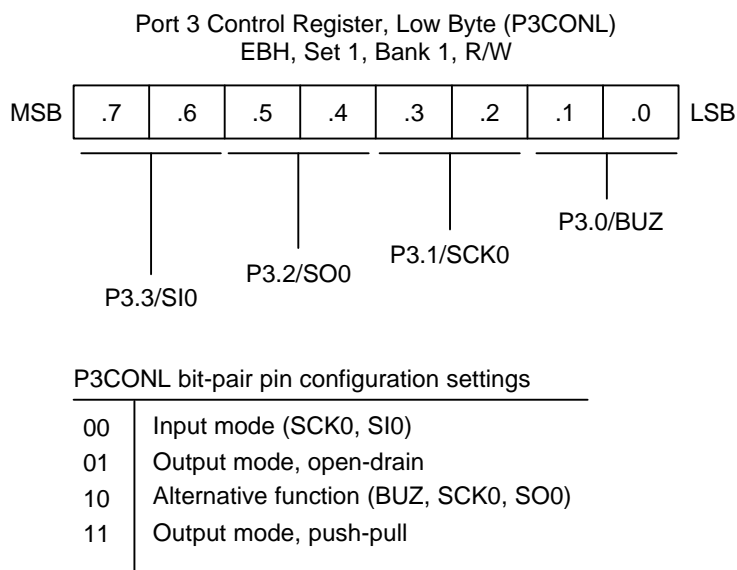 Port 3 Control Register, Low Byte (P3CONL)
EBH, Set 1, Bank 1, R/W
MSB .7 .6 .5 .4 .3 .2 .1 .0 LSB
P3.0/BUZ
P3.1/SCK0
P3.2/SO0
P3.3/SI0
P3CONL bit-pair pin configuration settings
00 Input mode (SCK0, SI0)
01 Output mode, open-drain
10 Alternative function (BUZ, SCK0, SO0)
11 Output mode, push-pull